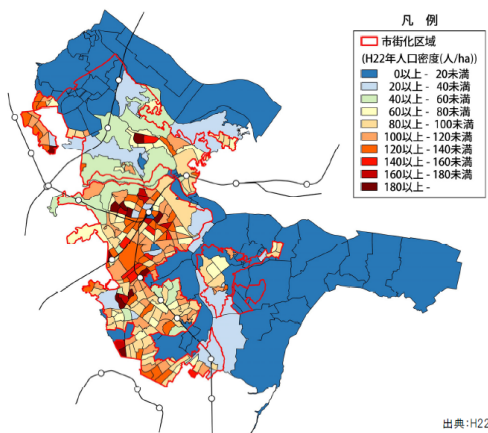 凡 例
市街化区域
(H22年人口密度(人/ha))
0以上 - 20未満
20以上 - 40未満
40以上 - 60未満
60以上 - 80未満
80以上 - 100未満
100以上 - 120未満
120以上 - 140未満
140以上 - 160未満
160以上 - 180未満
180以上 -
出典:H22